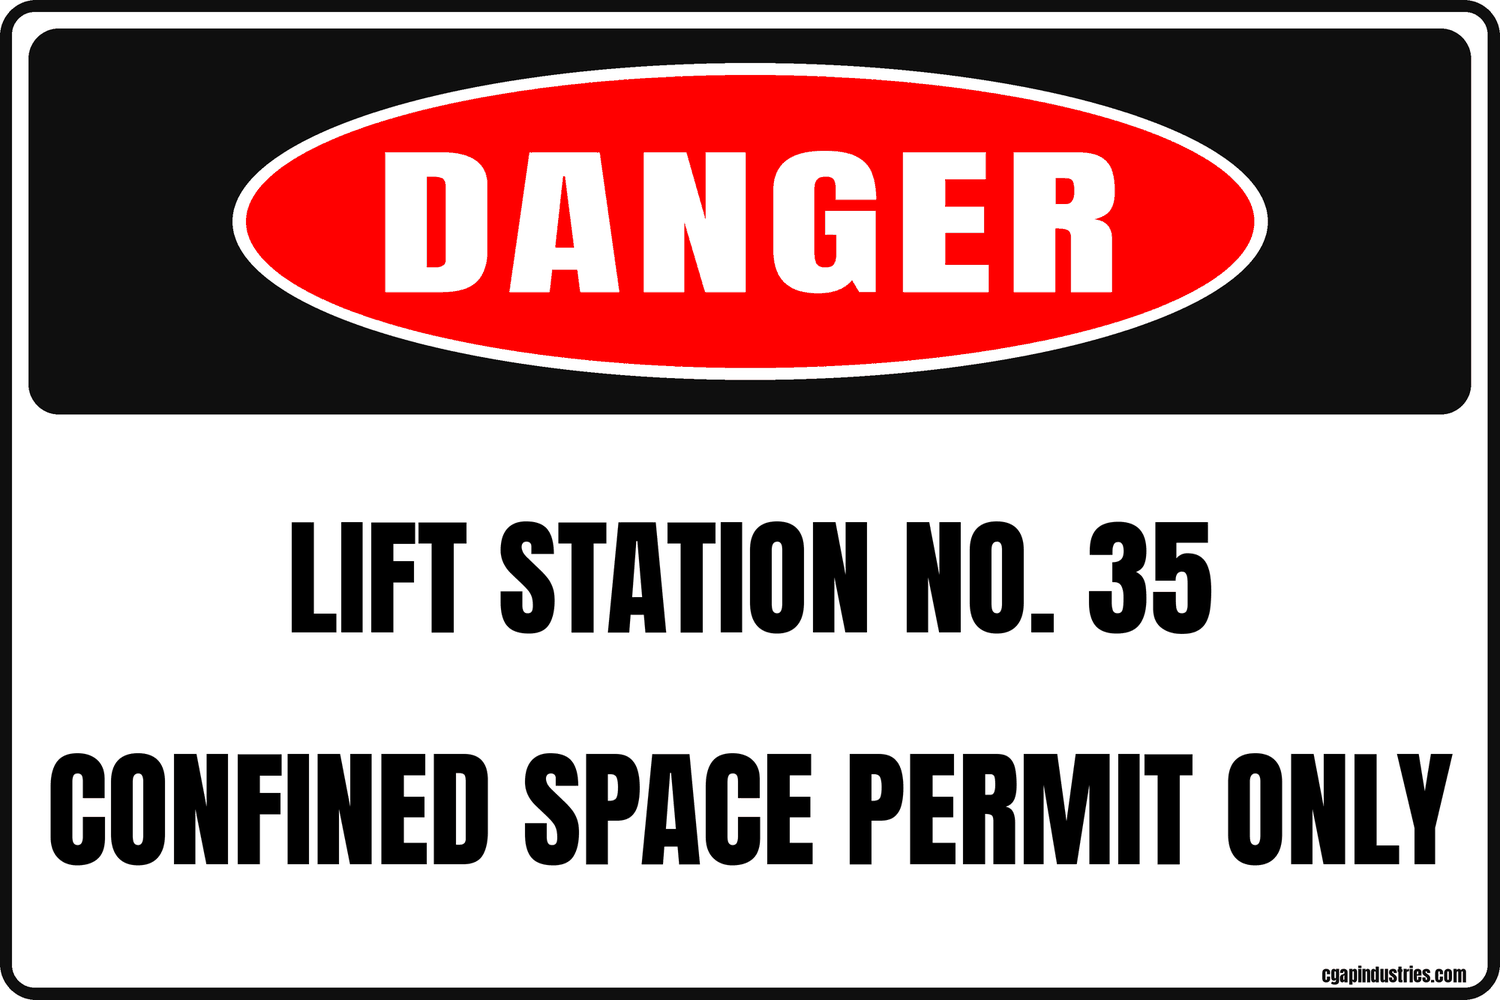 DANGER
LIFT STATION NO. 35
CONFINED SPACE PERMIT ONLY
cgapindustries.com